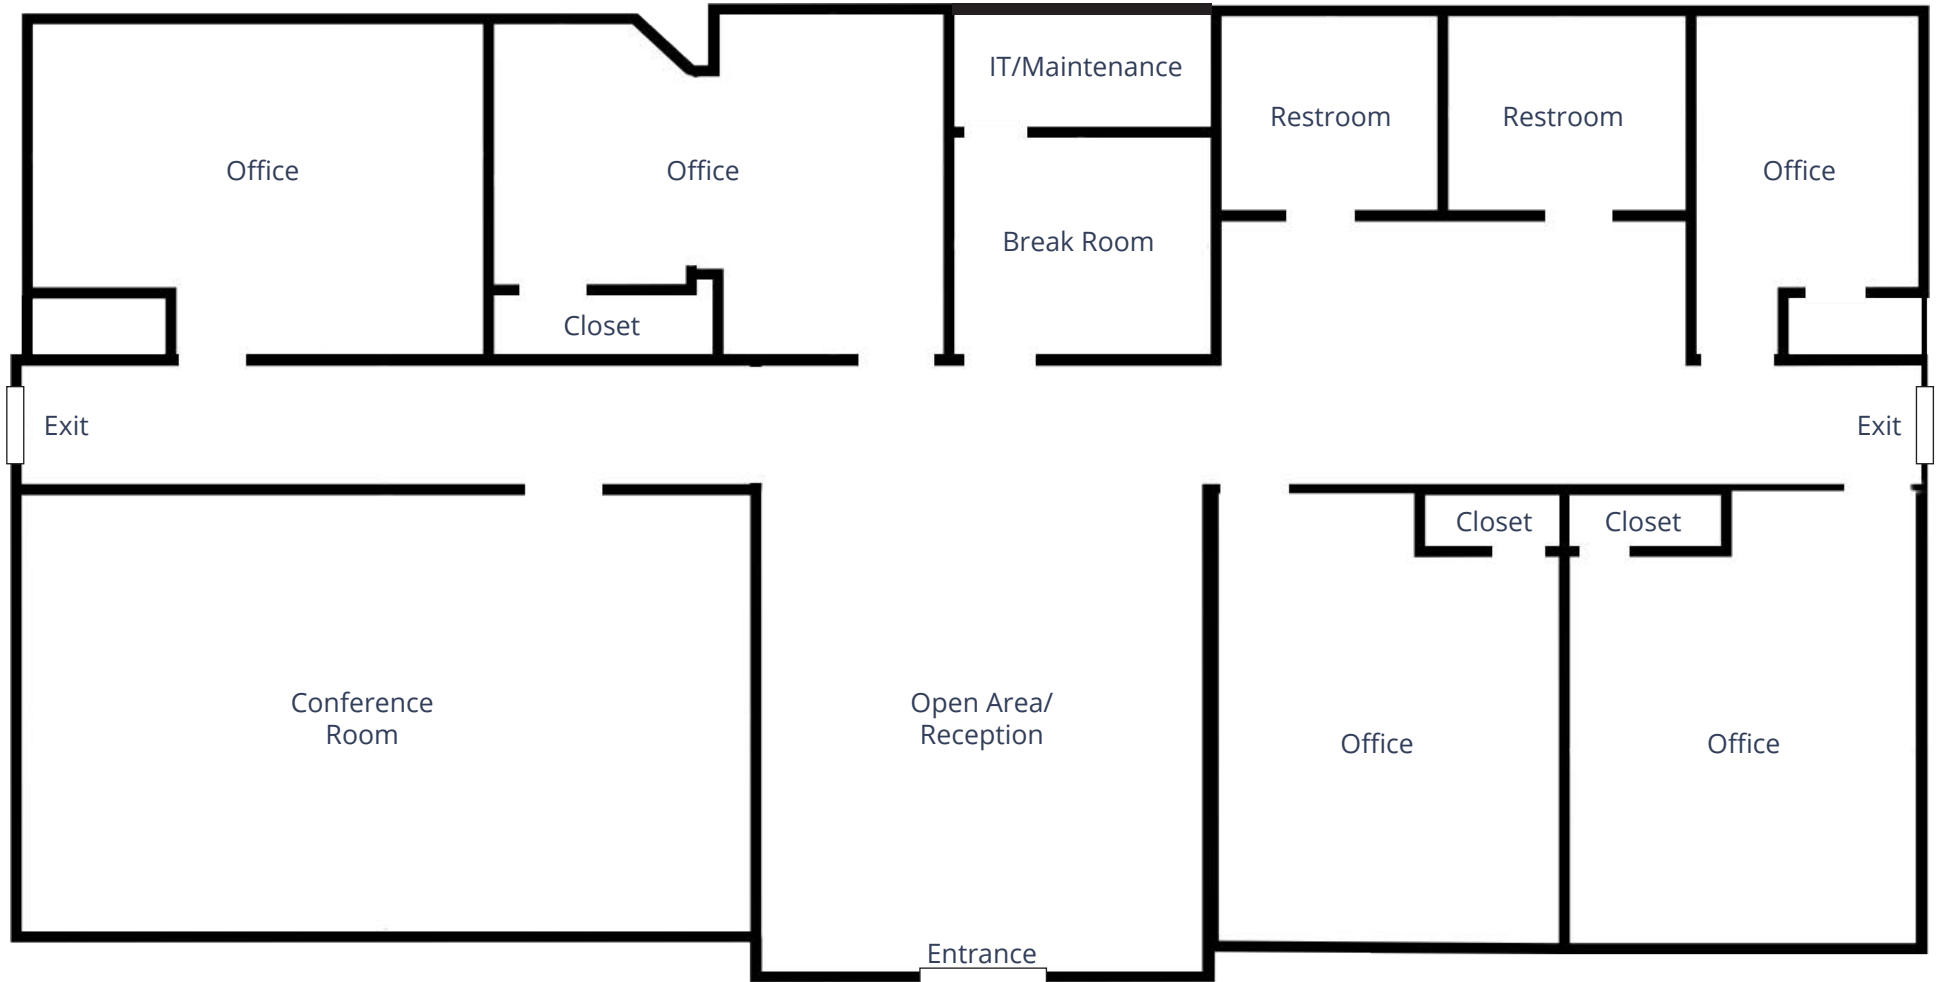 IT/Maintenance
Restroom
Restroom
Office
Office
Office
Break Room
Closet
Exit
Exit
Closet
Closet
Conference
Room
Open Area/
Reception
Office
Office
Entrance